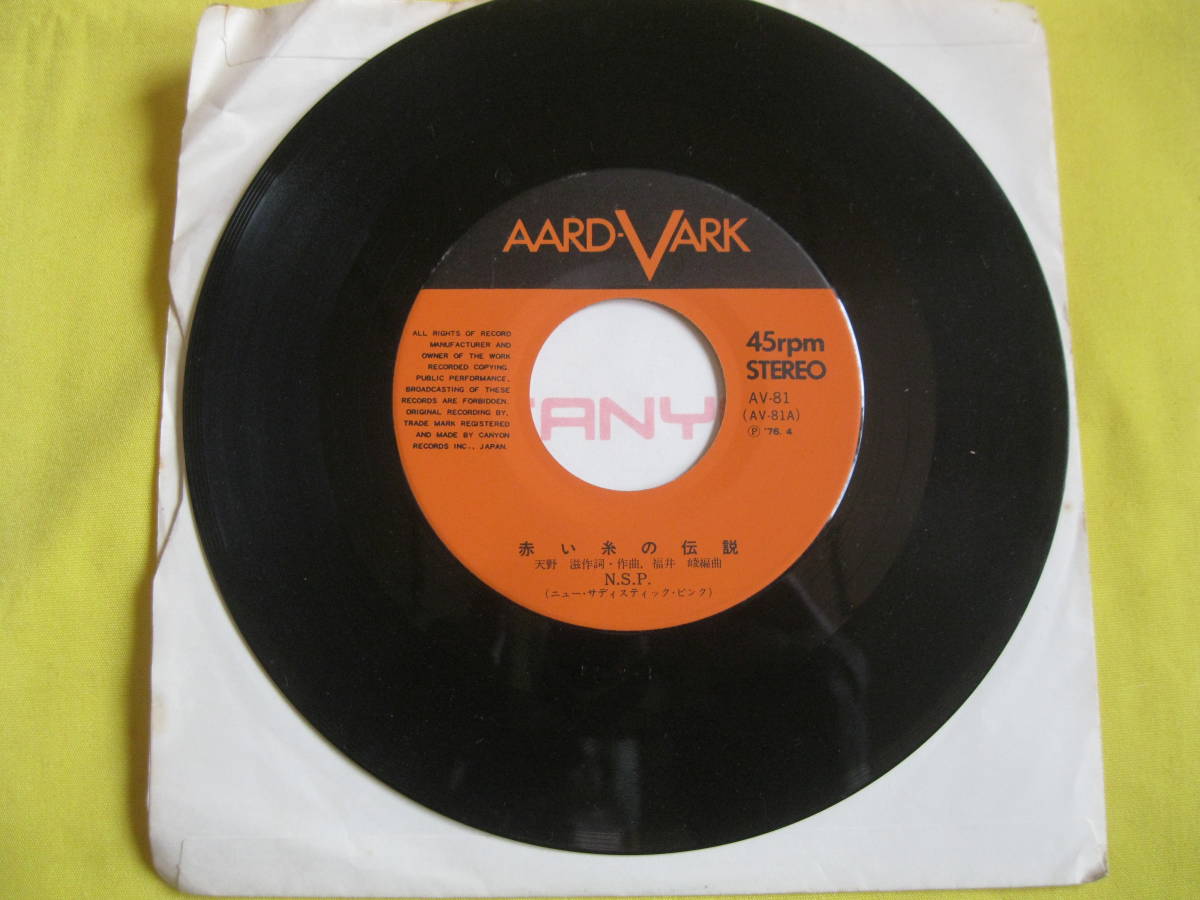 AARD-VARK
ALL RIGHTS OF RECORD
MANUFACTURER AND
OWNER OF THE WORK
RECORDED COPYING.
PUBLIC PERFORMANCE.
BROADCASTING OF THESE
RECORDS ARE FORBIDDEN.
ORIGINAL RECORDING BY,
TRADE MARK REGISTERED
AND MADE BY CANYON
RECORDS INC., JAPAN.
45rpm
STEREO
AV-81
(AV-81A)
Ⓟ '76. 4
CANY
赤い糸の伝説
天野 滋作詞・作曲, 福井 崚編曲
N.S.P.
(ニュー・サディスティック・ピンク)